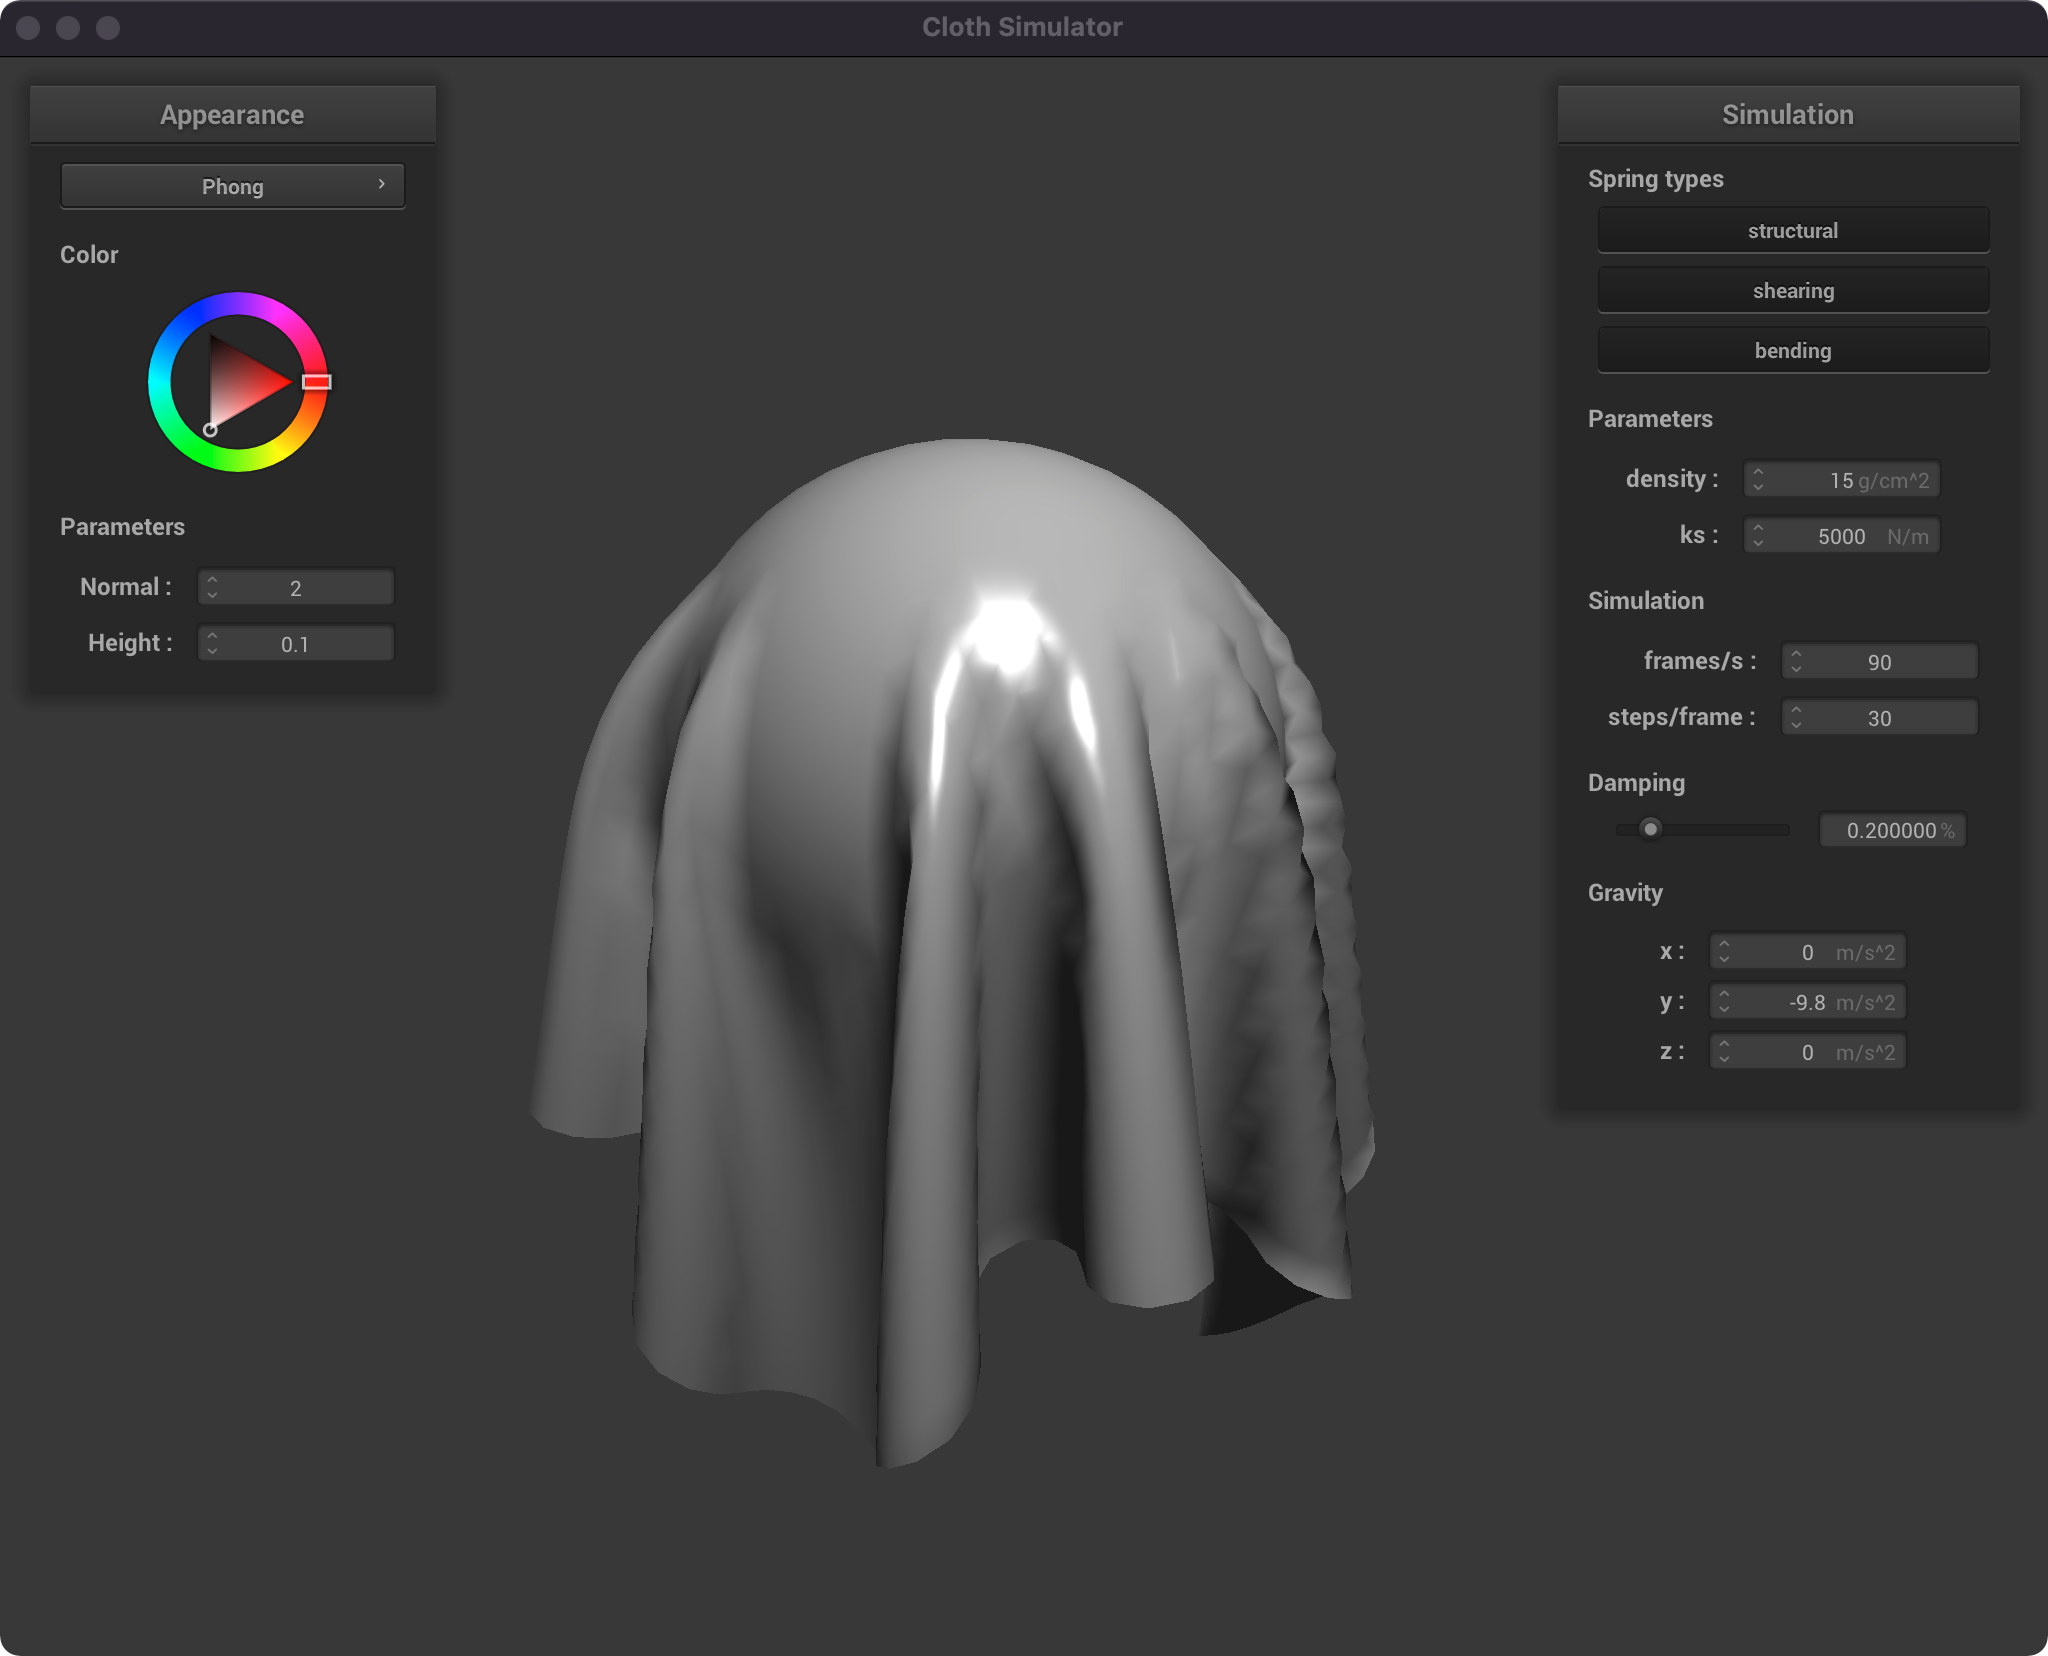 Cloth Simulator
Appearance
Phong
Color
Parameters
Normal : 2
Height : 0.1
Simulation
Spring types
structural
shearing
bending
Parameters
density : 15 g/cm^2
ks : 5000 N/m
Simulation
frames/s : 90
steps/frame : 30
Damping
0.200000 %
Gravity
x : 0 m/s^2
y : -9.8 m/s^2
z : 0 m/s^2